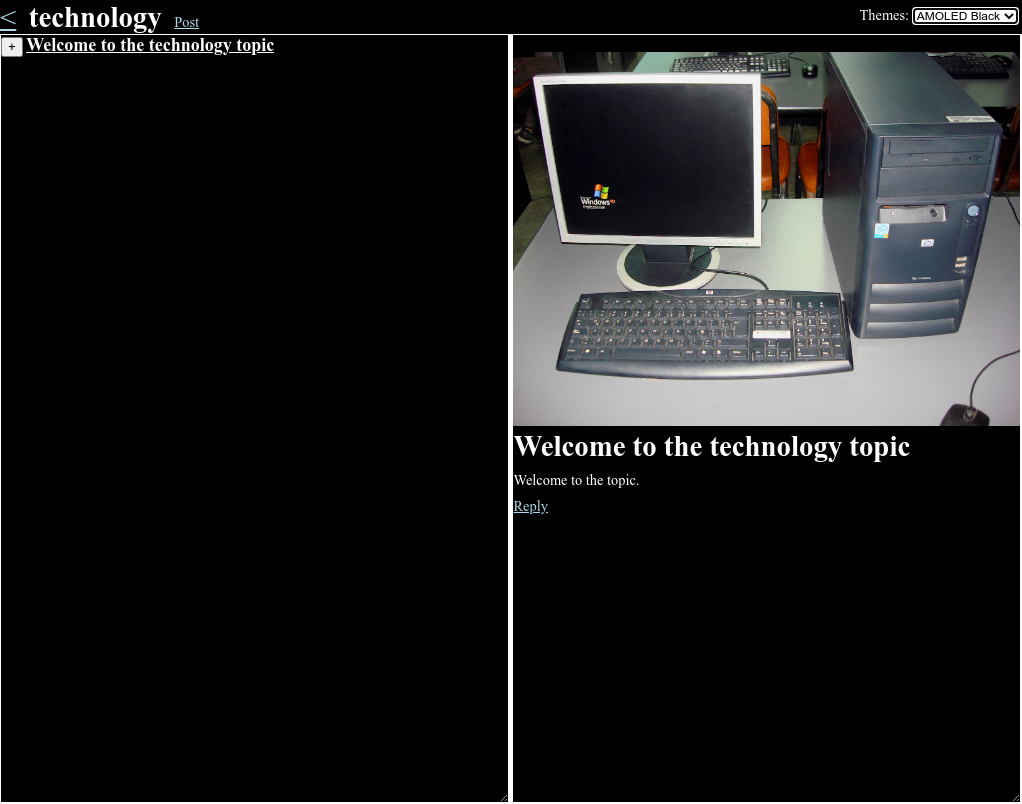 < technology Post Themes: AMOLED Black
+ Welcome to the technology topic
Windows xp
Professional
hp
Welcome to the technology topic
Welcome to the topic.
Reply